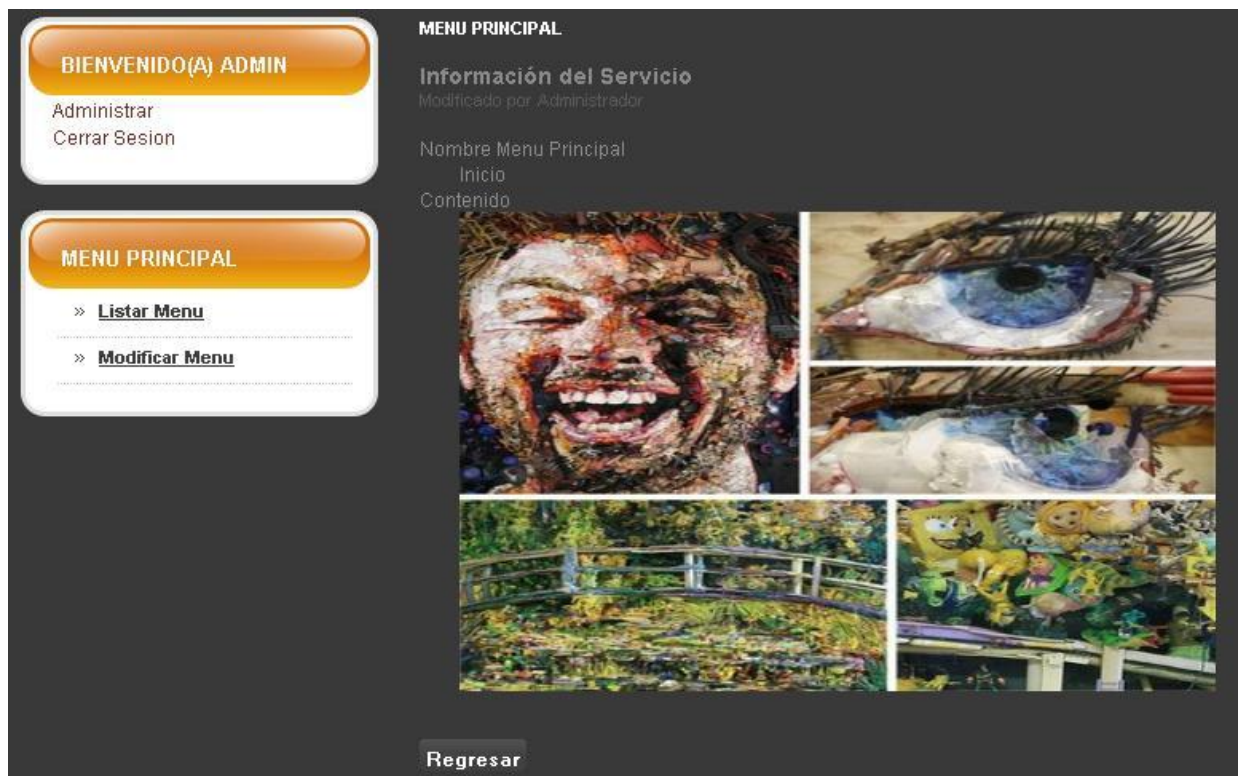 BIENVENIDO(A) ADMIN
Administrar
Cerrar Sesion
MENU PRINCIPAL
» Listar Menu
» Modificar Menu
MENU PRINCIPAL
Información del Servicio
Modificado por Administrador
Nombre Menu Principal
Inicio
Contenido
Regresar